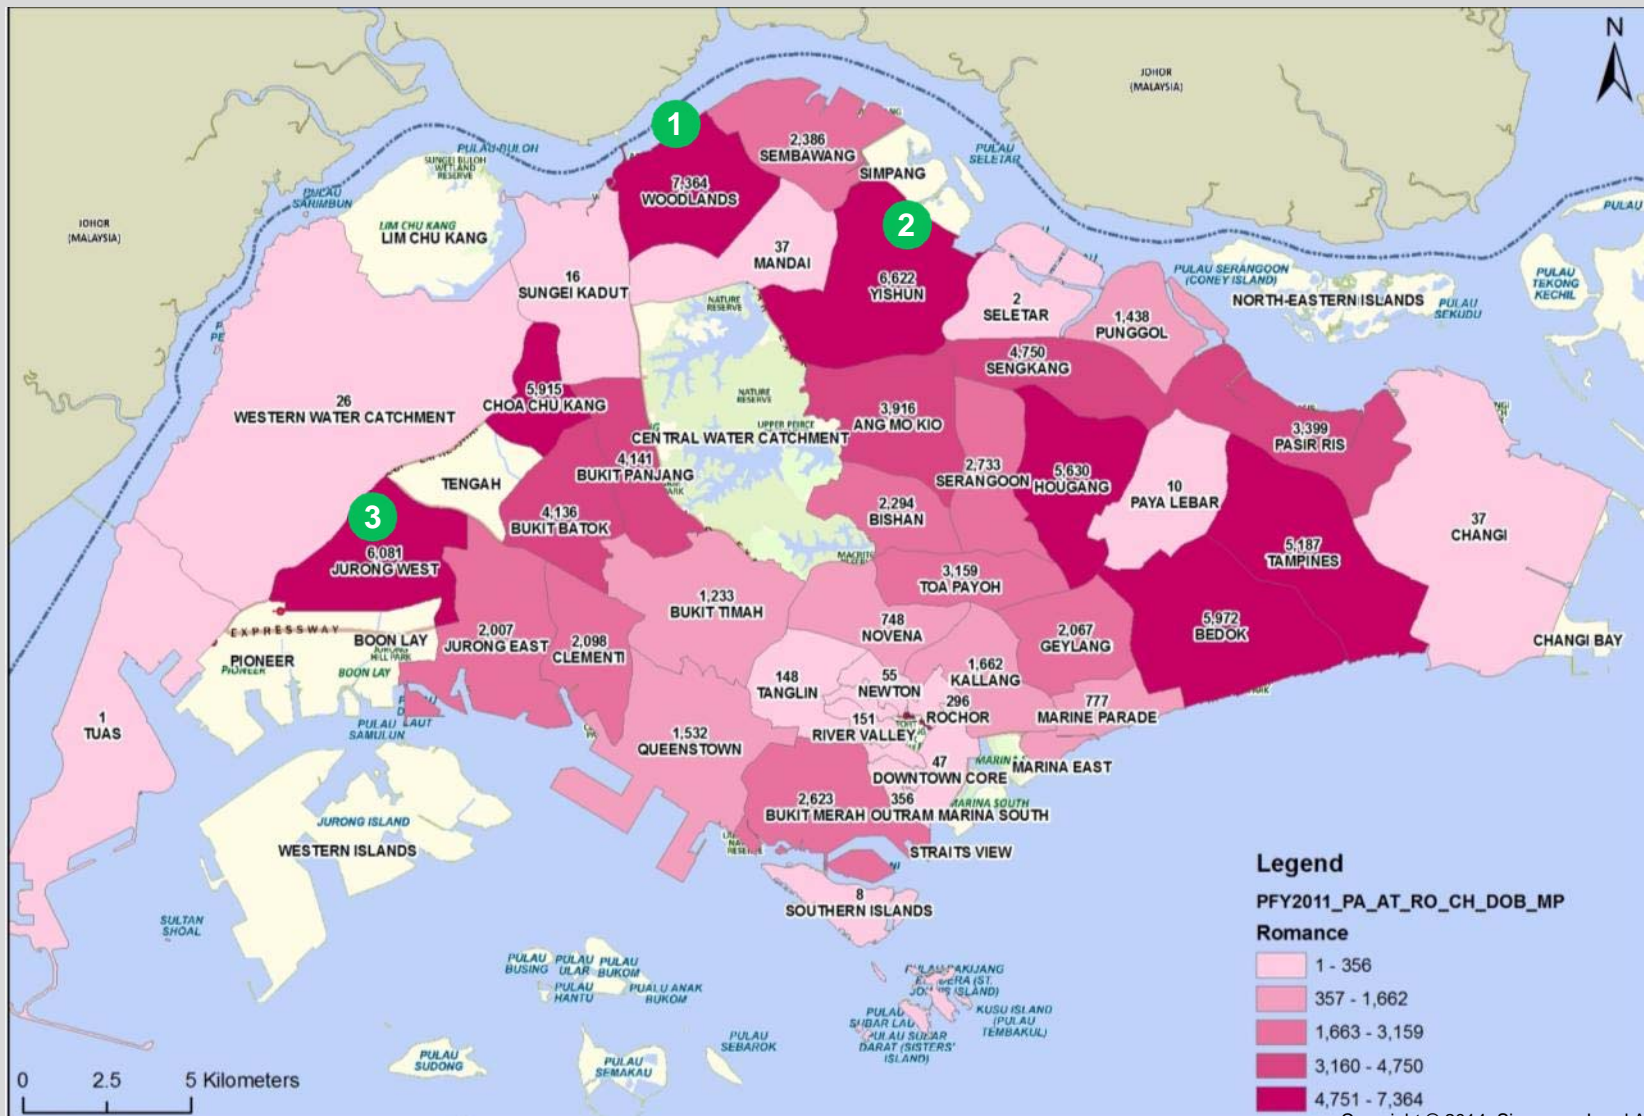 N
JOHOR
(MALAYSIA)
1
2,386
SEMBAWANG
PULAU BULOH
SUNGEI BULOH
WETLAND
RESERVE
PULAU
SELETAR
SIMPANG
7,364
WOODLANDS
PULAU
SARIMBUN
PULAU
JOHOR
(MALAYSIA)
LIM CHU KANG
LIM CHU KANG
2
37
MANDAI
16
SUNGEI KADUT
6,622
YISHUN
PULAU SERANGOON
(CONEY ISLAND)
PULAU
TEKONG
KECHIL
NATURE
RESERVE
2
SELETAR
NORTH-EASTERN ISLANDS
PULAU
SEKUDU
1,438
PUNGGOL
4,750
SENGKANG
5,915
CHOA CHU KANG
NATURE
RESERVE
26
WESTERN WATER CATCHMENT
3,916
ANG MO KIO
UPPER PEIRCE
CENTRAL WATER CATCHMENT
3,399
PASIR RIS
4,141
BUKIT PANJANG
2,733
SERANGOON
5,630
HOUGANG
TENGAH
10
PAYA LEBAR
PARK
3
4,136
BUKIT BATOK
2,294
BISHAN
37
CHANGI
6,081
JURONG WEST
5,187
TAMPINES
3,159
TOA PAYOH
1,233
BUKIT TIMAH
748
NOVENA
5,972
BEDOK
EXPRESSWAY
BOON LAY
HILL PARK
2,007
JURONG EAST
2,098
CLEMENTI
2,067
GEYLANG
CHANGI BAY
PIONEER
PIONEER
BOON LAY
1,662
KALLANG
148
TANGLIN
55
NEWTON
296
ROCHOR
777
MARINE PARADE
1
TUAS
PULAU
SAMULUN
LAUT
151
RIVER VALLEY
1,532
QUEENSTOWN
47
DOWNTOWN CORE
MARINA EAST
2,623
BUKIT MERAH
356
OUTRAM
MARINA SOUTH
MARINA SOUTH
JURONG ISLAND
WESTERN ISLANDS
STRAITS VIEW
8
SOUTHERN ISLANDS
SULTAN
SHOAL
PULAU
BUSING
PULAU
ULAR
PULAU
BUKOM
PULAU
HANTU
PUALU ANAK
BUKOM
KUSU ISLAND
(PULAU
TEMBAKUL)
DARAT (SISTERS'
ISLAND)
PULAU
SEBAROK
PULAU
SUDONG
PULAU
SEMAKAU
0 2.5 5 Kilometers
Legend
PFY2011_PA_AT_RO_CH_DOB_MP
Romance
1 - 356
357 - 1,662
1,663 - 3,159
3,160 - 4,750
4,751 - 7,364